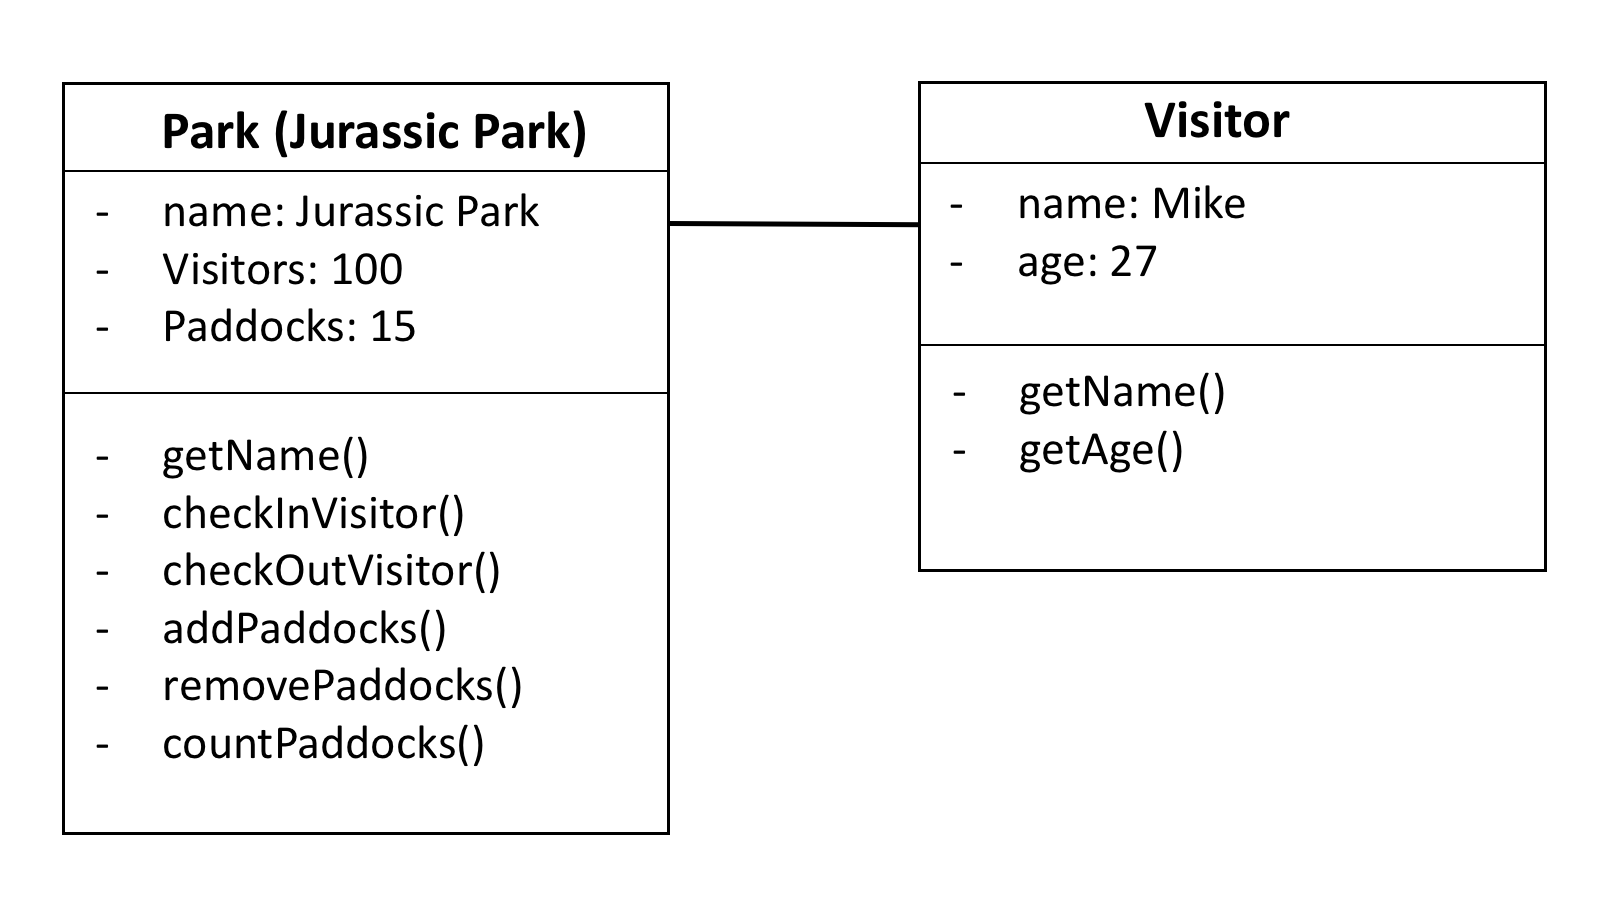 Park (Jurassic Park)
- name: Jurassic Park
- Visitors: 100
- Paddocks: 15
- getName()
- checkInVisitor()
- checkOutVisitor()
- addPaddocks()
- removePaddocks()
- countPaddocks()
Visitor
- name: Mike
- age: 27
- getName()
- getAge()